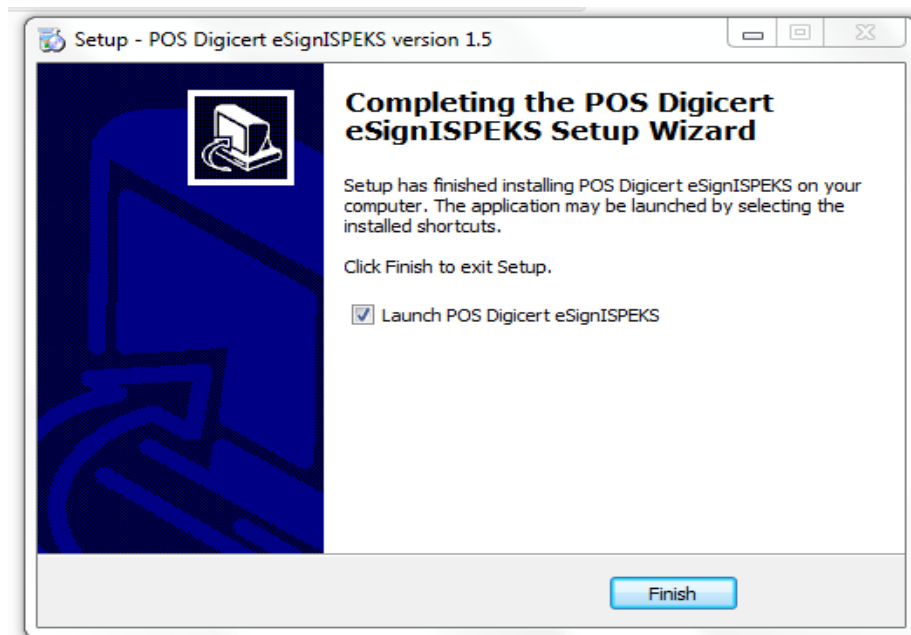 Setup - POS Digicert eSignISPEKS version 1.5
Completing the POS Digicert
eSignISPEKS Setup Wizard
Setup has finished installing POS Digicert eSignISPEKS on your
computer. The application may be launched by selecting the
installed shortcuts.
Click Finish to exit Setup.
Launch POS Digicert eSignISPEKS
Finish